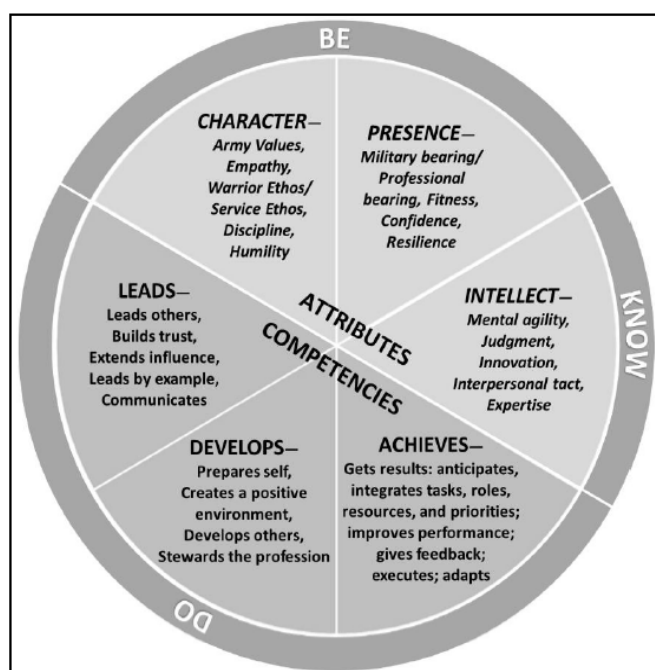 BE
CHARACTER—
Army Values,
Empathy,
Warrior Ethos/
Service Ethos,
Discipline,
Humility
PRESENCE—
Military bearing/
Professional
bearing, Fitness,
Confidence,
Resilience
KNOW
INTELLECT—
Mental agility,
Judgment,
Innovation,
Interpersonal tact,
Expertise
ATTRIBUTES
COMPETENCIES
LEADS—
Leads others,
Builds trust,
Extends influence,
Leads by example,
Communicates
DEVELOPS—
Prepares self,
Creates a positive
environment,
Develops others,
Stewards the profession
ACHIEVES—
Gets results: anticipates,
integrates tasks, roles,
resources, and priorities;
improves performance;
gives feedback;
executes; adapts
DO